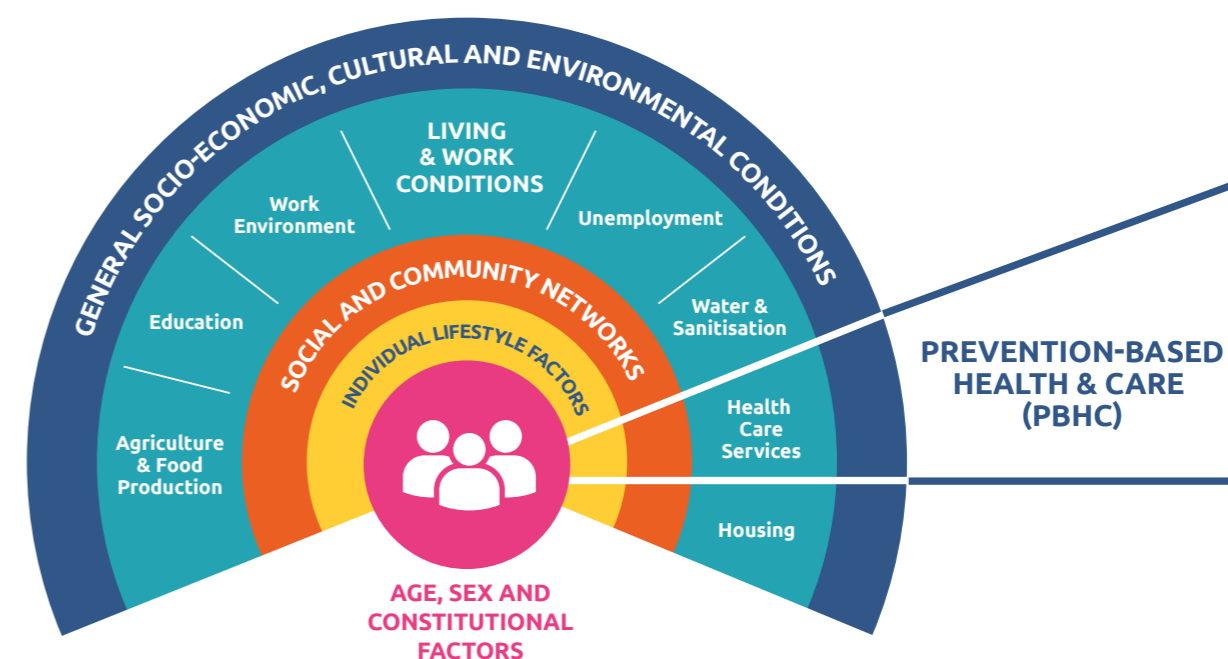 GENERAL SOCIO-ECONOMIC, CULTURAL AND ENVIRONMENTAL CONDITIONS
LIVING
& WORK
CONDITIONS
Work
Environment
Unemployment
Education
Water &
Sanitisation
Agriculture
& Food
Production
Health
Care
Services
Housing
SOCIAL AND COMMUNITY NETWORKS
INDIVIDUAL LIFESTYLE FACTORS
AGE, SEX AND
CONSTITUTIONAL
FACTORS
PREVENTION-BASED
HEALTH & CARE
(PBHC)